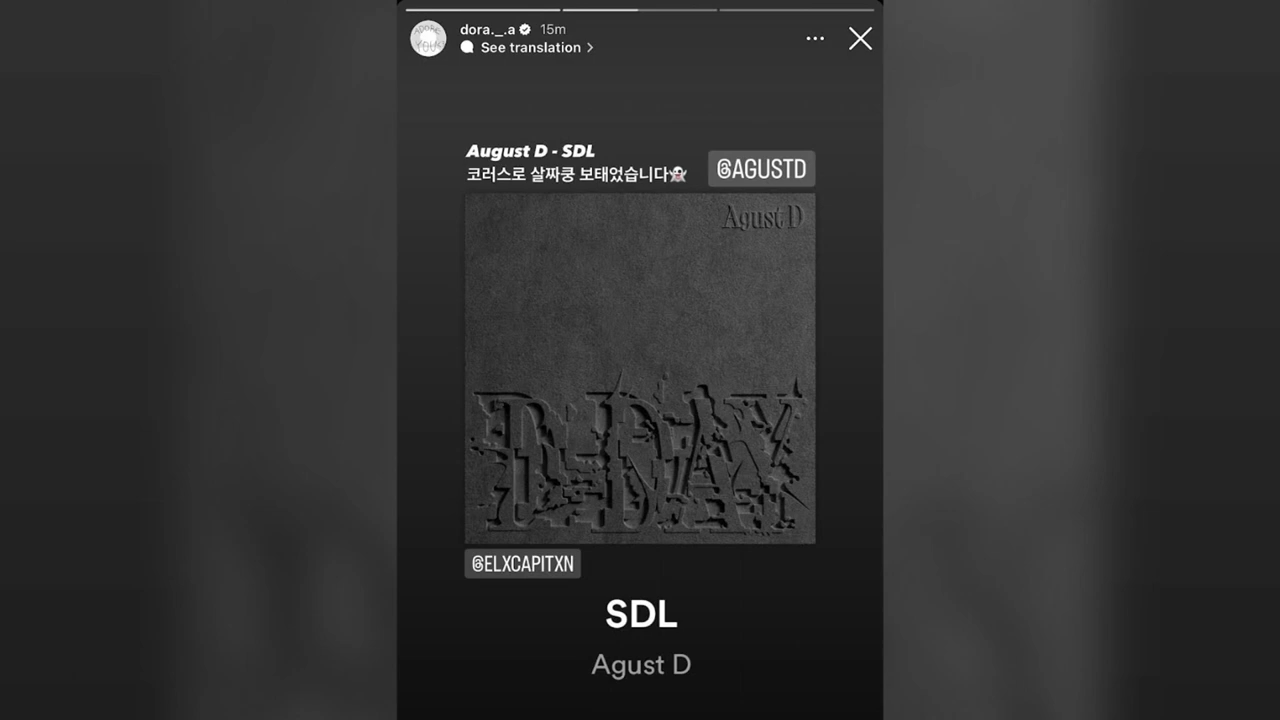 dora._.a 15m
See translation
August D - SDL
코러스로 살짜쿵 보태었습니다👻
@AGUSTD
Agust D
D-DAY
@ELXCAPITXN
SDL
Agust D